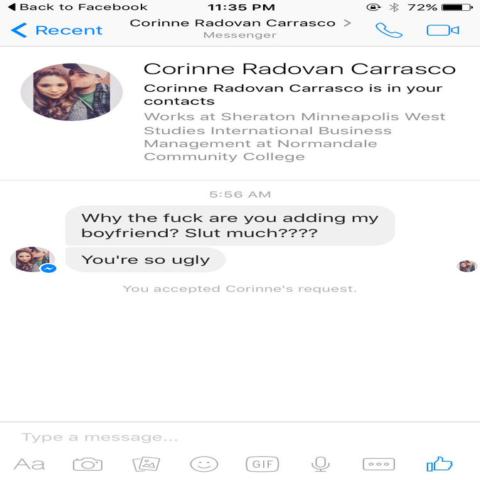 Back to Facebook 11:35 PM 72%
Recent Corinne Radovan Carrasco
Messenger
Corinne Radovan Carrasco
Corinne Radovan Carrasco is in your
contacts
Works at Sheraton Minneapolis West
Studies International Business
Management at Normandale
Community College
5:56 AM
Why the fuck are you adding my
boyfriend? Slut much????
You're so ugly
You accepted Corinne's request.
Type a message...
Aa GIF